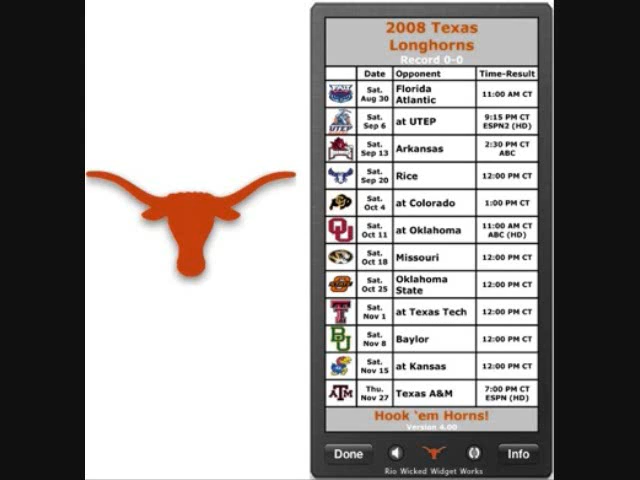 2008 Texas
Longhorns
Record 0-0
Date Opponent Time-Result
FAU Sat. Aug 30 Florida Atlantic 11:00 AM CT
UTEP Sat. Sep 6 at UTEP 9:15 PM CT ESPN2 (HD)
Sat. Sep 13 Arkansas 2:30 PM CT ABC
Sat. Sep 20 Rice 12:00 PM CT
Sat. Oct 4 at Colorado 1:00 PM CT
Sat. Oct 11 at Oklahoma 11:00 AM CT ABC (HD)
Sat. Oct 18 Missouri 12:00 PM CT
Sat. Oct 25 Oklahoma State 12:00 PM CT
Sat. Nov 1 at Texas Tech 12:00 PM CT
BU Sat. Nov 8 Baylor 12:00 PM CT
Sat. Nov 15 at Kansas 12:00 PM CT
ATM Thu. Nov 27 Texas A&M 7:00 PM CT ESPN (HD)
Hook 'em Horns!
Version 4.00
Done Info
Rio Wicked Widget Works